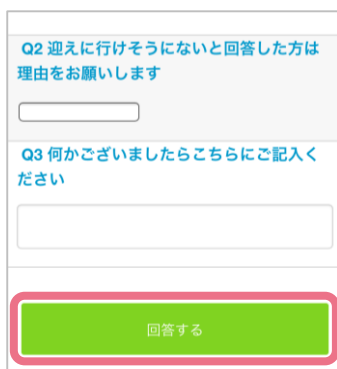 Q2 迎えに行けそうにないと回答した方は
理由をお願いします
Q3 何かございましたらこちらにご記入く
ださい
回答する